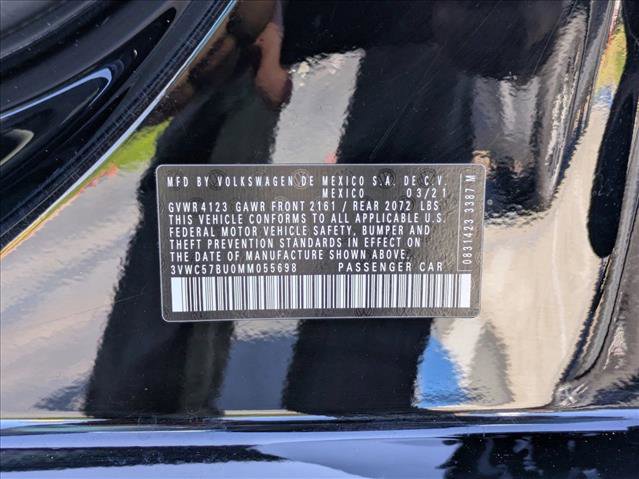 MFD BY VOLKSWAGEN DE MEXICO S.A. DE C.V.
MEXICO 03/21
GVWR4123 GAWR FRONT 2161 / REAR 2072 LBS
THIS VEHICLE CONFORMS TO ALL APPLICABLE U.S.
FEDERAL MOTOR VEHICLE SAFETY, BUMPER AND
THEFT PREVENTION STANDARDS IN EFFECT ON
THE DATE OF MANUFACTURE SHOWN ABOVE.
3VWC57BU0MM055698 PASSENGER CAR
0831423 3387 M